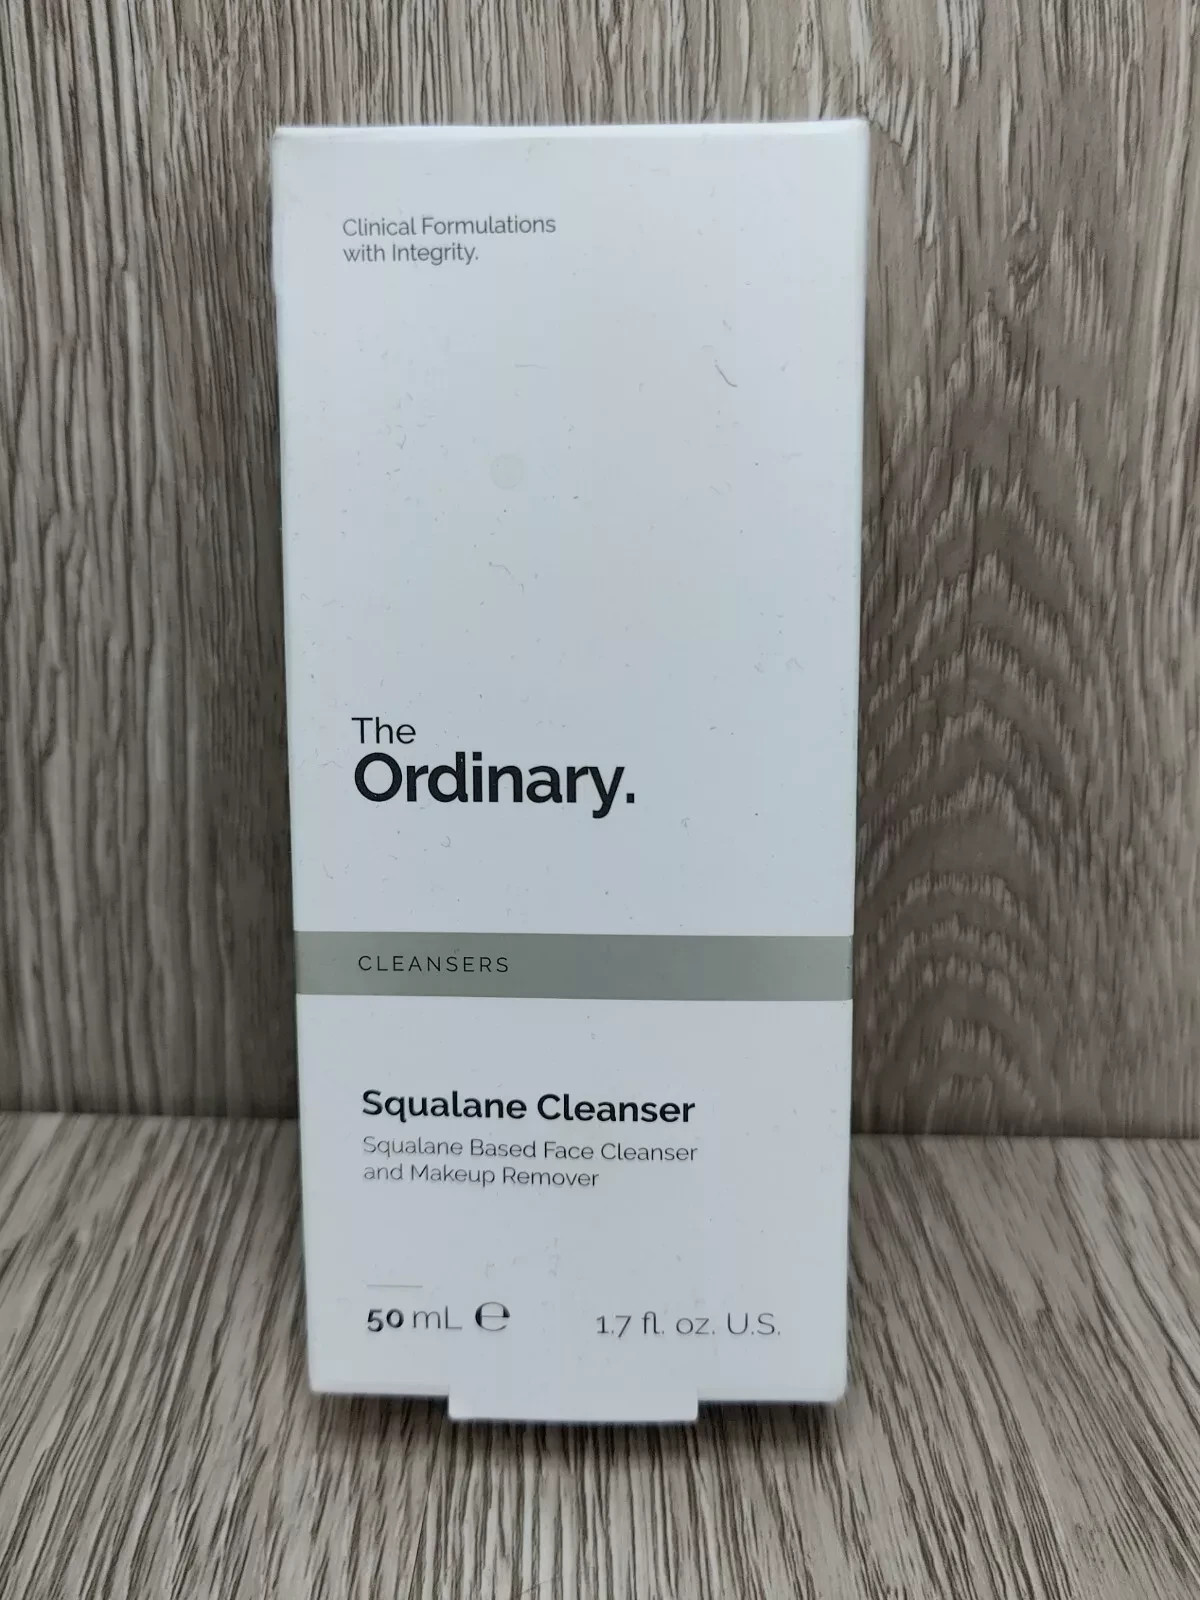 Clinical Formulations
with Integrity.
The
Ordinary.
CLEANSERS
Squalane Cleanser
Squalane Based Face Cleanser
and Makeup Remover
50 mL ℮ 1.7 fl. oz. U.S.